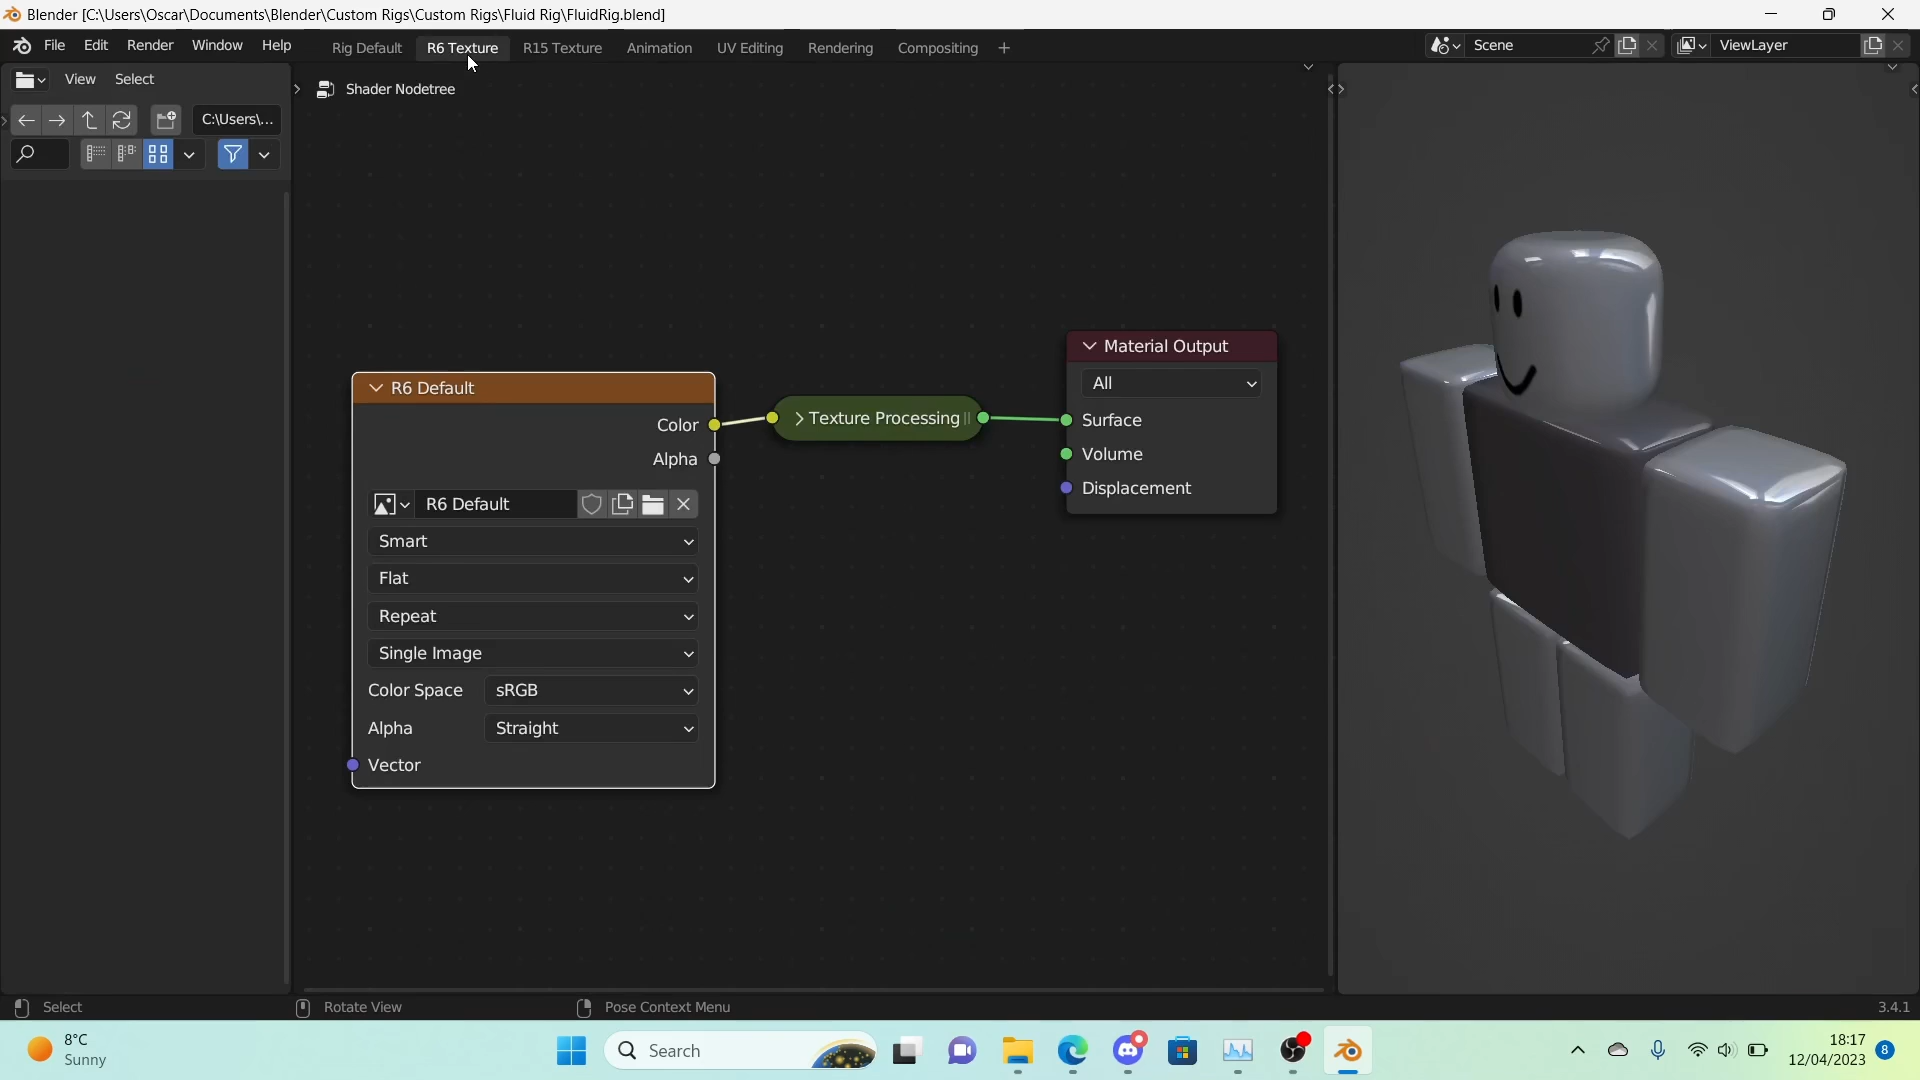 Blender [C:\Users\Oscar\Documents\Blender\Custom Rigs\Custom Rigs\Fluid Rig\FluidRig.blend]
File Edit Render Window Help Rig Default R6 Texture R15 Texture Animation UV Editing Rendering Compositing + Scene ViewLayer
View Select
Shader Nodetree
C:\Users\...
Material Output
All
R6 Default
Texture Processing
Surface
Color
Alpha
Volume
Displacement
R6 Default
Smart
Flat
Repeat
Single Image
Color Space sRGB
Alpha Straight
Vector
Select Rotate View Pose Context Menu 3.4.1
8°C
Sunny
Search
18:17
12/04/2023
8